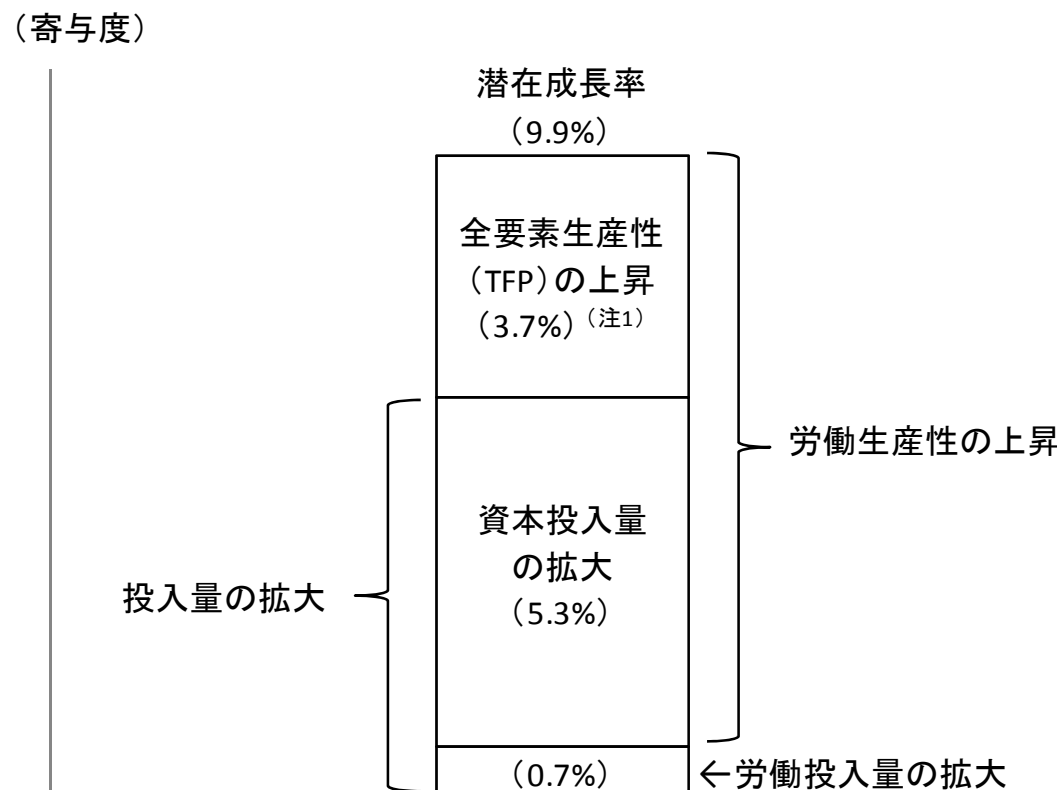 （寄与度）
潜在成長率
（9.9%）
全要素生産性
（TFP）の上昇
（3.7%）（注1）
労働生産性の上昇
資本投入量
の拡大
（5.3%）
投入量の拡大
（0.7%）
←労働投入量の拡大